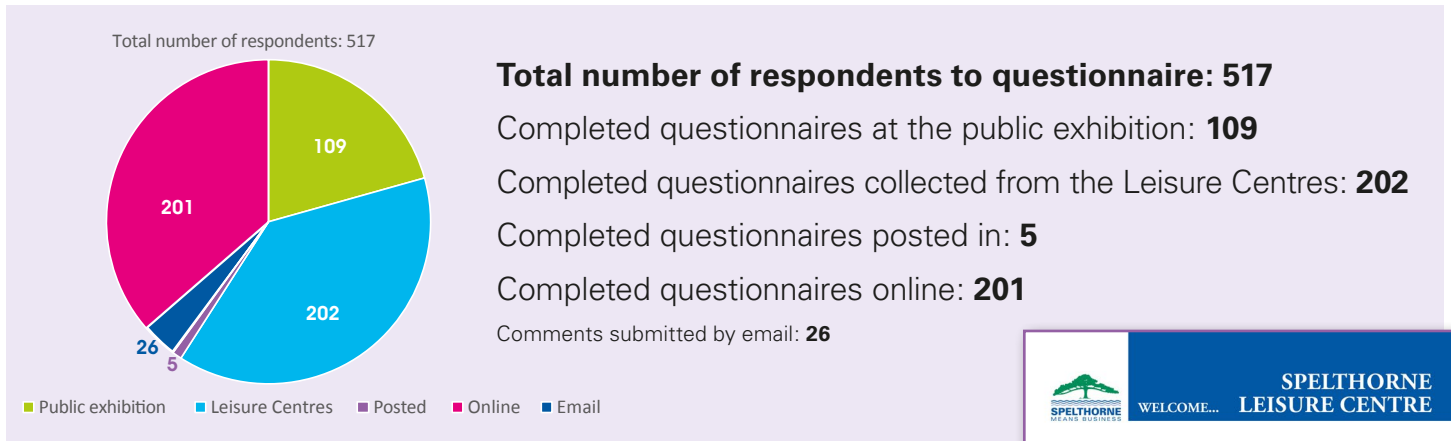 Total number of respondents: 517
109
201
202
26
5
Public exhibition Leisure Centres Posted Online Email
Total number of respondents to questionnaire: 517
Completed questionnaires at the public exhibition: 109
Completed questionnaires collected from the Leisure Centres: 202
Completed questionnaires posted in: 5
Completed questionnaires online: 201
Comments submitted by email: 26
SPELTHORNE
MEANS BUSINESS
WELCOME...
SPELTHORNE
LEISURE CENTRE